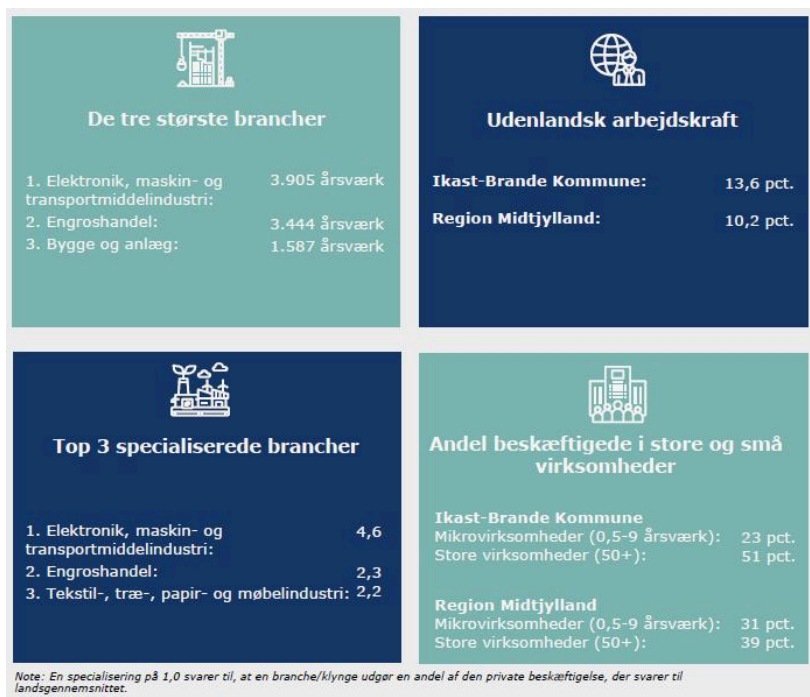 De tre største brancher
1. Elektronik, maskin- og transportmiddelindustri: 3.905 årsværk
2. Engroshandel: 3.444 årsværk
3. Bygge og anlæg: 1.587 årsværk
Udenlandsk arbejdskraft
Ikast-Brande Kommune: 13,6 pct.
Region Midtjylland: 10,2 pct.
Top 3 specialiserede brancher
1. Elektronik, maskin- og transportmiddelindustri: 4,6
2. Engroshandel: 2,3
3. Tekstil-, træ-, papir- og møbelindustri: 2,2
Andel beskæftigede i store og små
virksomheder
Ikast-Brande Kommune
Mikrovirksomheder (0,5-9 årsværk): 23 pct.
Store virksomheder (50+): 51 pct.
Region Midtjylland
Mikrovirksomheder (0,5-9 årsværk): 31 pct.
Store virksomheder (50+): 39 pct.
Note: En specialisering på 1,0 svarer til, at en branche/klynge udgør en andel af den private beskæftigelse, der svarer til
landsgennemsnittet.